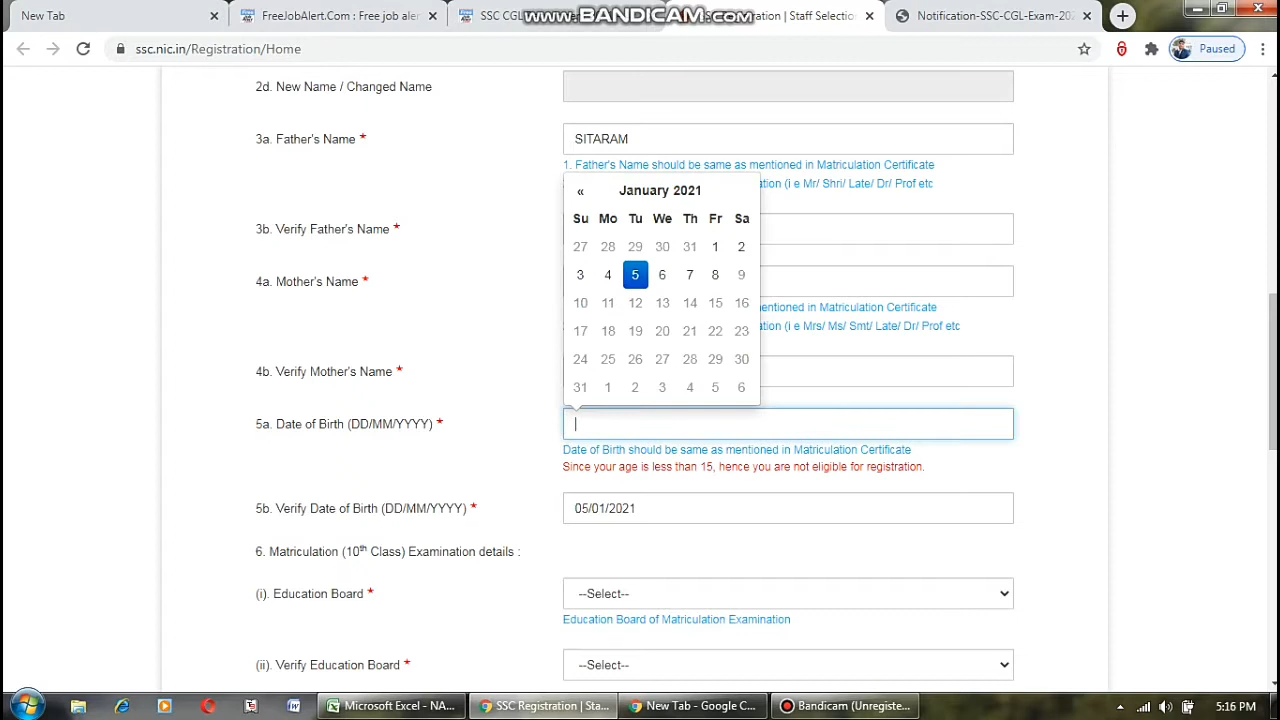 New Tab
FreeJobAlert.Com : Free job aler
SSC CGL
Registration | Staff Selectio
Notification-SSC-CGL-Exam-202
www.BANDICAM.com
ssc.nic.in/Registration/Home
Paused
2d. New Name / Changed Name
3a. Father's Name *
SITARAM
1. Father's Name should be same as mentioned in Matriculation Certificate
ation (i e Mr/ Shri/ Late/ Dr/ Prof etc
« January 2021
Su Mo Tu We Th Fr Sa
27 28 29 30 31 1 2
3 4 5 6 7 8 9
10 11 12 13 14 15 16
17 18 19 20 21 22 23
24 25 26 27 28 29 30
31 1 2 3 4 5 6
3b. Verify Father's Name *
4a. Mother's Name *
entioned in Matriculation Certificate
ation (i e Mrs/ Ms/ Smt/ Late/ Dr/ Prof etc
4b. Verify Mother's Name *
5a. Date of Birth (DD/MM/YYYY) *
Date of Birth should be same as mentioned in Matriculation Certificate
Since your age is less than 15, hence you are not eligible for registration.
5b. Verify Date of Birth (DD/MM/YYYY) *
05/01/2021
6. Matriculation (10th Class) Examination details :
(i). Education Board *
--Select--
Education Board of Matriculation Examination
(ii). Verify Education Board *
--Select--
Microsoft Excel - NA...
SSC Registration | Sta...
New Tab - Google C...
Bandicam (Unregiste...
5:16 PM